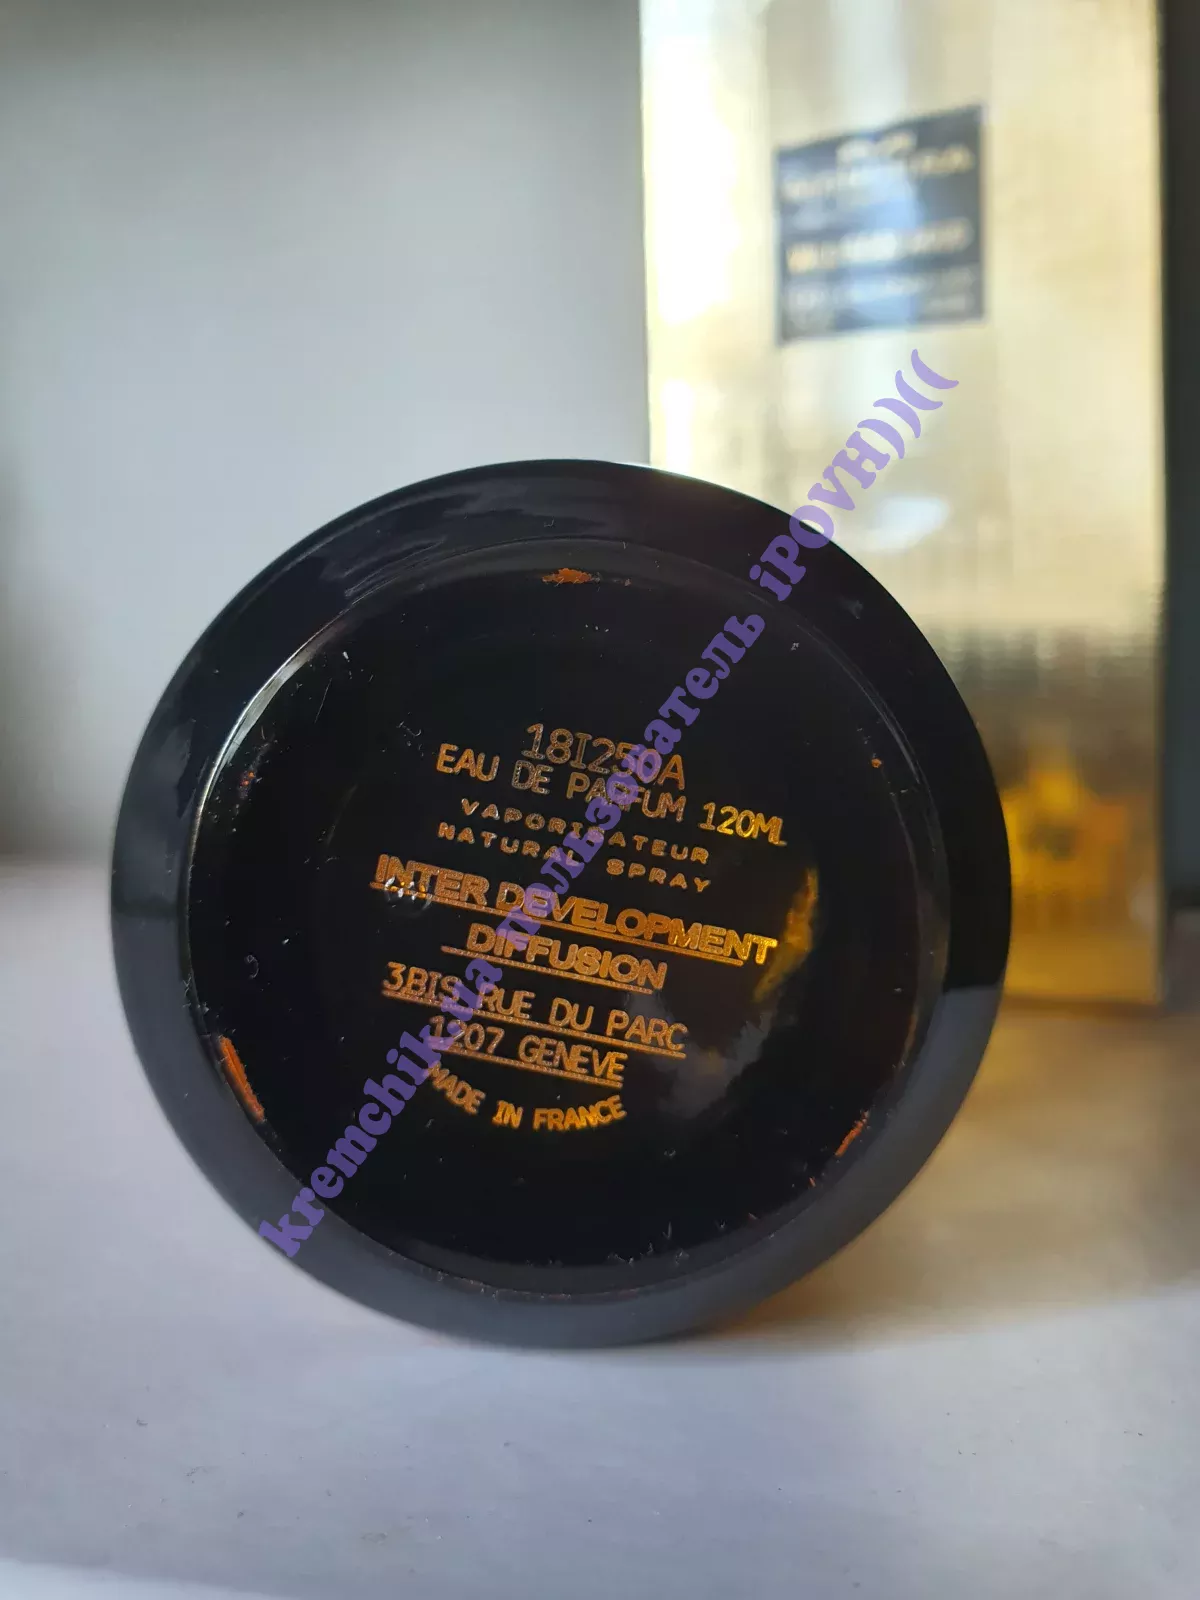 18I250A
EAU DE PARFUM 120ML
VAPORISATEUR
NATURAL SPRAY
INTER DEVELOPMENT
DIFFUSION
3BIS RUE DU PARC
1207 GENEVE
MADE IN FRANCE
kremchik.ua пользователь iPOVH))((